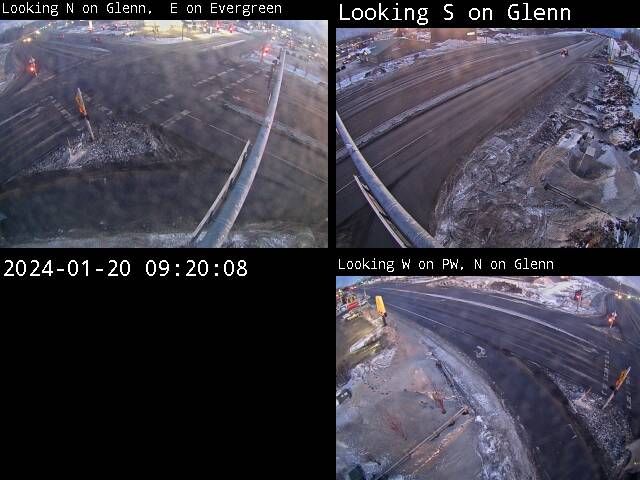 Looking N on Glenn,  E on Evergreen
Looking S on Glenn
2024-01-20 09:20:08
Looking W on PW, N on Glenn